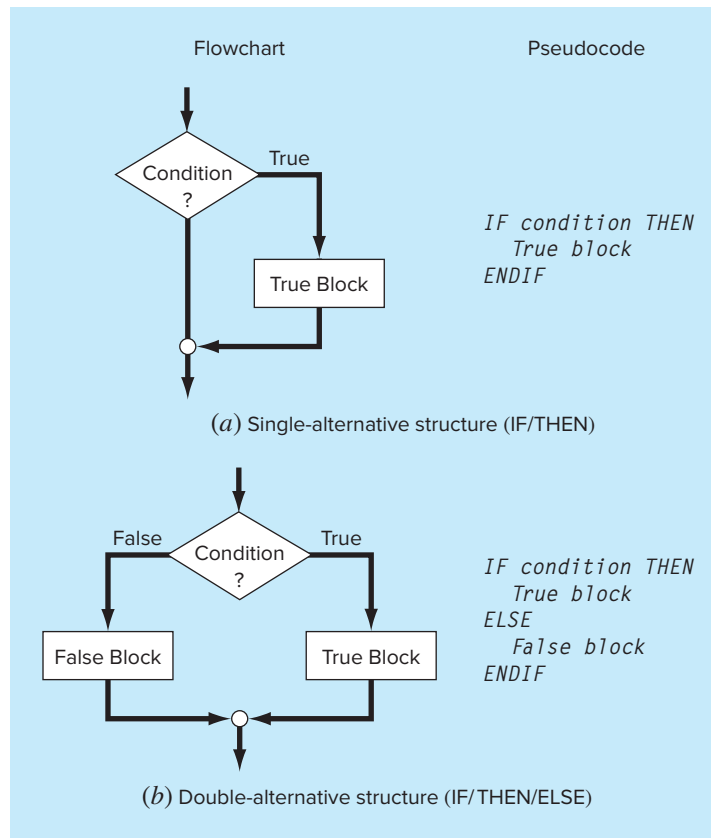 Flowchart
Pseudocode
True
Condition
?
True Block
IF condition THEN
True block
ENDIF
(a) Single-alternative structure (IF/THEN)
False
True
Condition
?
False Block
True Block
IF condition THEN
True block
ELSE
False block
ENDIF
(b) Double-alternative structure (IF/THEN/ELSE)